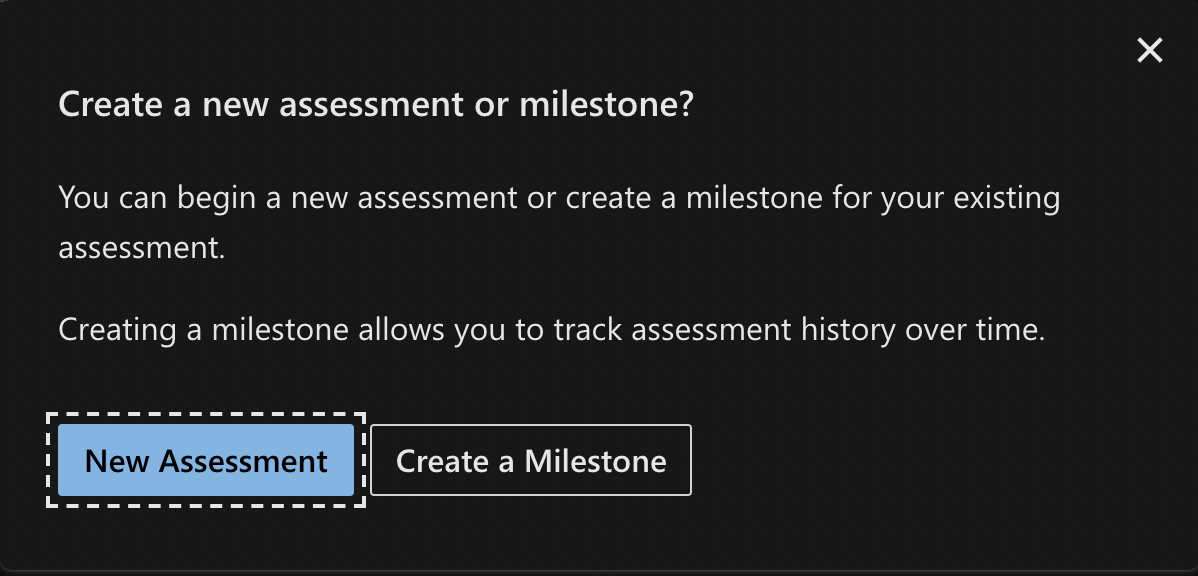 Create a new assessment or milestone?
You can begin a new assessment or create a milestone for your existing
assessment.
Creating a milestone allows you to track assessment history over time.
New Assessment
Create a Milestone